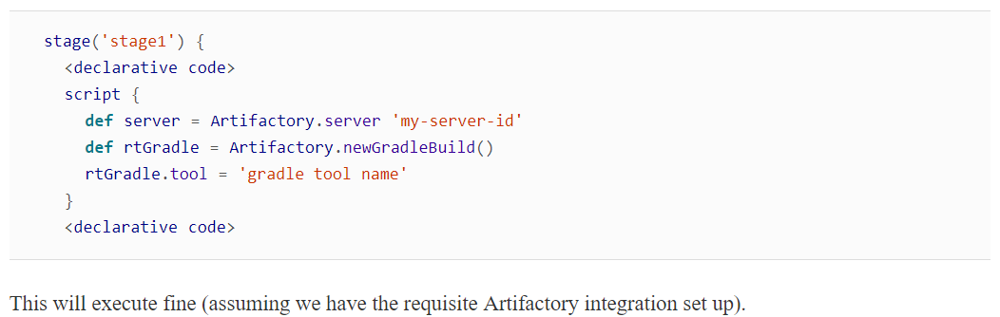 stage('stage1') {
<declarative code>
script {
def server = Artifactory.server 'my-server-id'
def rtGradle = Artifactory.newGradleBuild()
rtGradle.tool = 'gradle tool name'
}
<declarative code>
This will execute fine (assuming we have the requisite Artifactory integration set up).